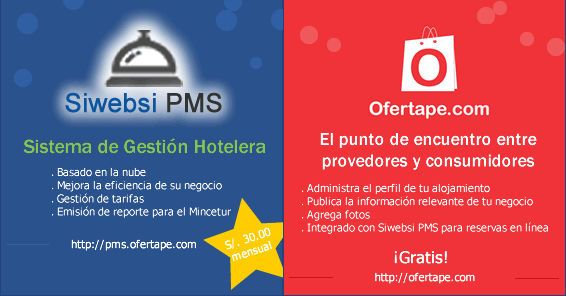 Siwebsi PMS
Sistema de Gestión Hotelera
. Basado en la nube
. Mejora la eficiencia de su negocio
. Gestión de tarifas
. Emisión de reporte para el Mincetur
http://pms.ofertape.com
S/. 30.00
mensual
O
Ofertape.com
El punto de encuentro entre
provedores y consumidores
. Administra el perfil de tu alojamiento
. Publica la información relevante de tu negocio
. Agrega fotos
. Integrado con Siwebsi PMS para reservas en línea
¡Gratis!
http://ofertape.com